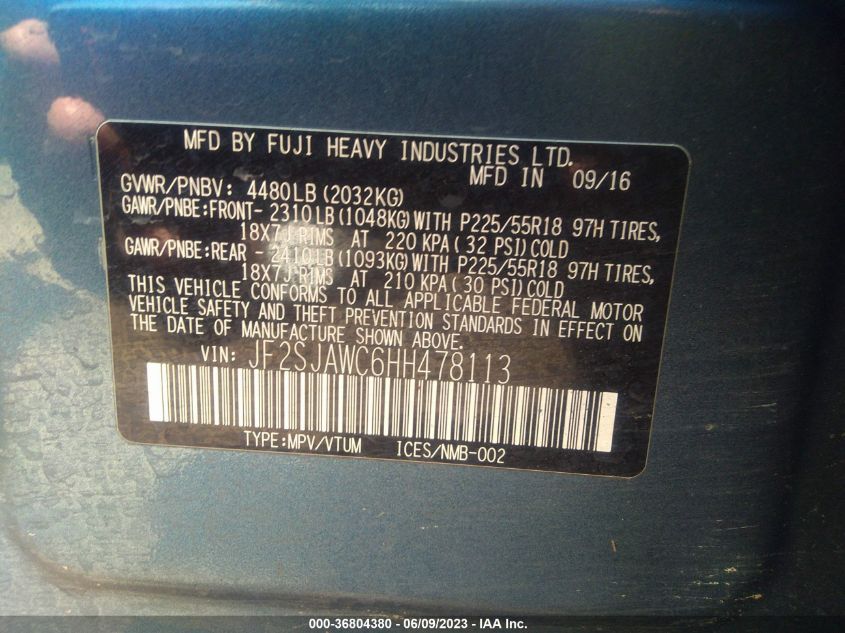 MFD BY FUJI HEAVY INDUSTRIES LTD.
MFD IN 09/16
GVWR/PNBV: 4480LB(2032KG)
GAWR/PNBE:FRONT- 2310LB(1048KG)WITH P225/55R18 97H TIRES,
18X7J RIMS AT 220 KPA(32 PSI)COLD
GAWR/PNBE:REAR - 2410LB(1093KG)WITH P225/55R18 97H TIRES,
18X7J RIMS AT 210 KPA(30 PSI)COLD
THIS VEHICLE CONFORMS TO ALL APPLICABLE FEDERAL MOTOR
VEHICLE SAFETY AND THEFT PREVENTION STANDARDS IN EFFECT ON
THE DATE OF MANUFACTURE SHOWN ABOVE.
VIN: JF2SJAWC6HH478113
TYPE:MPV/VTUM ICES/NMB-002
000-36804380 - 06/09/2023 - IAA Inc.